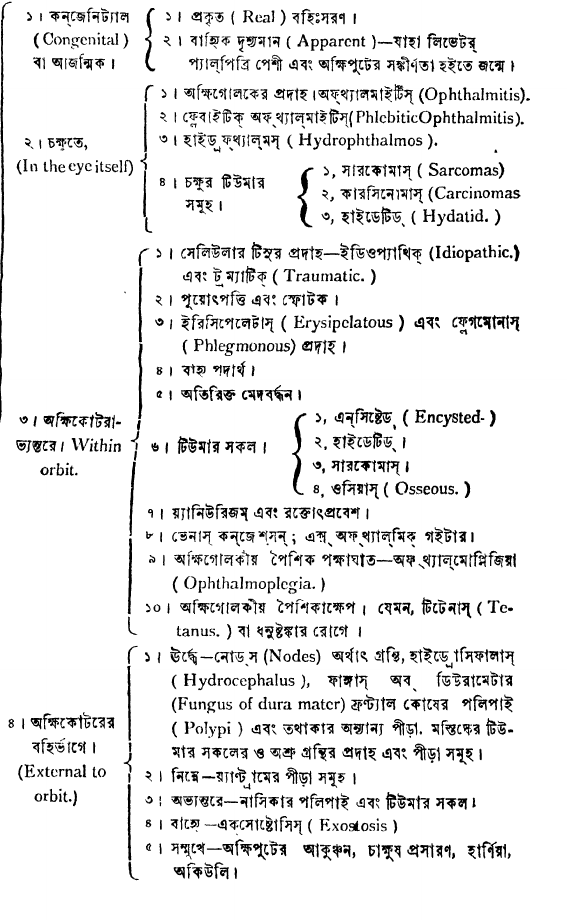 ১। কন্‌জেনিট্যাল
(Congenital)
বা আজন্মিক।
১। প্রকৃত ( Real ) বহিঃসরণ।
২। বাহ্যিক দৃশ্যমান ( Apparent )—যাহা লিভেটর্
প্যাল্‌পিব্রি পেশী এবং অক্ষিপুটের সঙ্কীর্ণতা হইতে জন্মে।
২। চক্ষুতে,
(In the eye itself)
১। অক্ষিগোলকের প্রদাহ।অফ্‌থ্যালমাইটিস্ (Ophthalmitis).
২। ফ্লেবাইটিক্ অফ্‌থ্যাল্‌মাইটিস্(PhlebiticOphthalmitis).
৩। হাইড্রফ্‌থ্যাল্‌মস্ ( Hydrophthalmos ).
৪। চক্ষুর টিউমার
সমূহ।
১, সারকোমাস্ ( Sarcomas)
২, কারসিনোমাস্ (Carcinomas
৩, হাইডেটিড্ ( Hydatid. )
৩। অক্ষিকোটরা-
ভ্যন্তরে। Within
orbit.
১। সেলিউলার টিসুর প্রদাহ—ইডিওপ্যাথিক্ (Idiopathic.)
এবং ট্রম্যাটিক্ ( Traumatic. )
২। পুয়োৎপত্তি এবং স্ফোটক।
৩। ইরিসিপেলেটাস্ ( Erysipelatous ) এবং ফ্লেগমোনাস্
( Phlegmonous) প্রদাহ।
৪। বাহ্য পদার্থ।
৫। অতিরিক্ত মেদবর্দ্ধন।
৬। টিউমার সকল।
১, এন্‌সিষ্টেড্ ( Encysted- )
২, হাইডেটিড্।
৩, সারকোমাস্।
৪, ওসিয়াস্ ( Osseous. )
৭। য়্যানিউরিজম্ এবং রক্তোৎপ্রবেশ।
৮। ভেনাস্ কন্‌জেশ্‌সন্ ; এক্স্ অফ্‌থ্যাল্‌মিক্ গইটার।
৯। অক্ষিগোলকীয় পৈশিক পক্ষাঘাত—অফ্‌থ্যাল্‌মোপ্লিজিয়া
( Ophthalmoplegia. )
১০। অক্ষিগোলকীয় পৈশিকাক্ষেপ। যেমন, টিটেনাস্ ( Te-
tanus. ) বা ধনুষ্টঙ্কার রোগে।
৪। অক্ষিকোটরের
বহির্ভাগে।
(External to
orbit.)
১। ঊর্দ্ধে—নোড্‌স্ (Nodes) অর্থাৎ গ্রন্থি, হাইড্রোসিফালাস্
( Hydrocephalus ), ফাঙ্গাস্ অব্ ডিউরামেটার
(Fungus of dura mater) ফ্রণ্ট্যাল কোষের পলিপাই
( Polypi ) এবং তথাকার অন্যান্য পীড়া, মস্তিষ্কের টিউ-
মার সকলের ও অশ্রু গ্রন্থির প্রদাহ এবং পীড়া সমূহ।
২। নিম্নে—য়্যাণ্ট্রামের পীড়া সমূহ।
৩। অভ্যন্তরে—নাসিকার পলিপাই এবং টিউমার সকল।
৪। বাহ্যে—একসোষ্টোসিস্ ( Exostosis )
৫। সম্মুখে—অক্ষিপুটের আকুঞ্চন, চাক্ষুষ প্রসারণ, হার্ণিয়া,
অকিউলি।